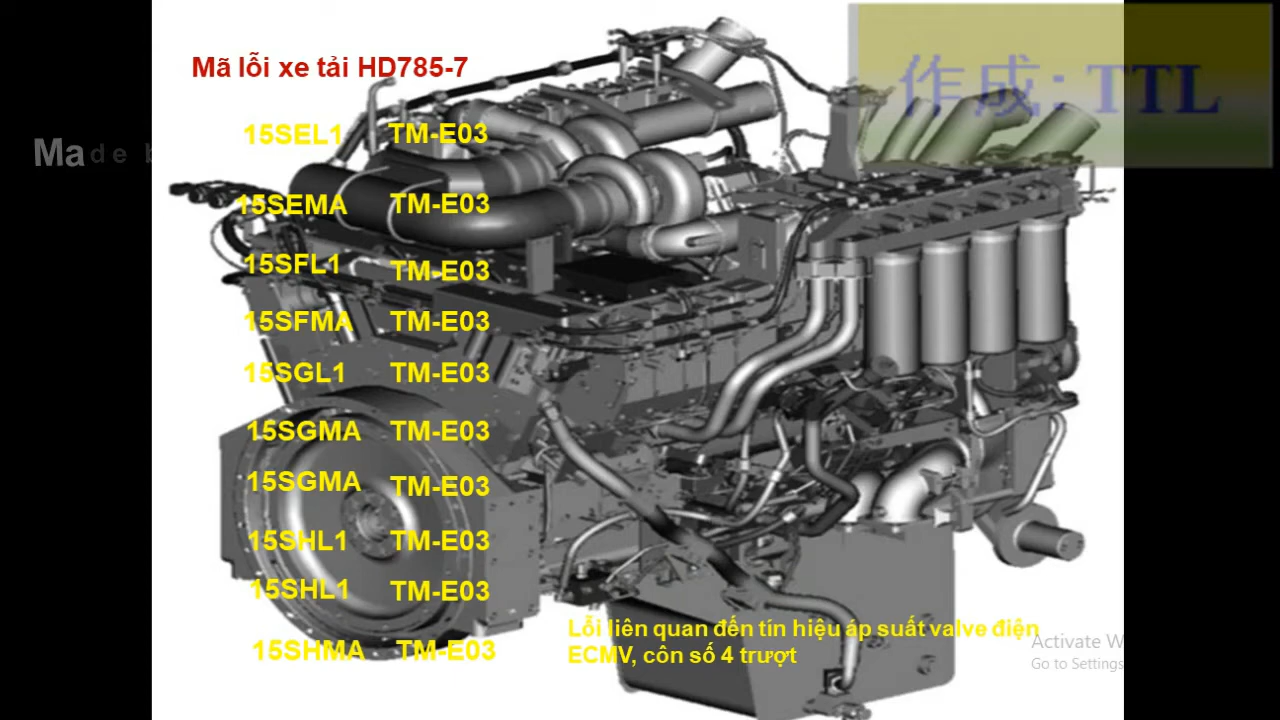 作成: TTL
Mã lỗi xe tải HD785-7
Made b
15SEL1 TM-E03
15SEMA TM-E03
15SFL1 TM-E03
15SFMA TM-E03
15SGL1 TM-E03
15SGMA TM-E03
15SGMA TM-E03
15SHL1 TM-E03
15SHL1 TM-E03
15SHMA TM-E03
Lỗi liên quan đến tín hiệu áp suất valve điện
ECMV, côn số 4 trượt
Activate W
Go to Settings